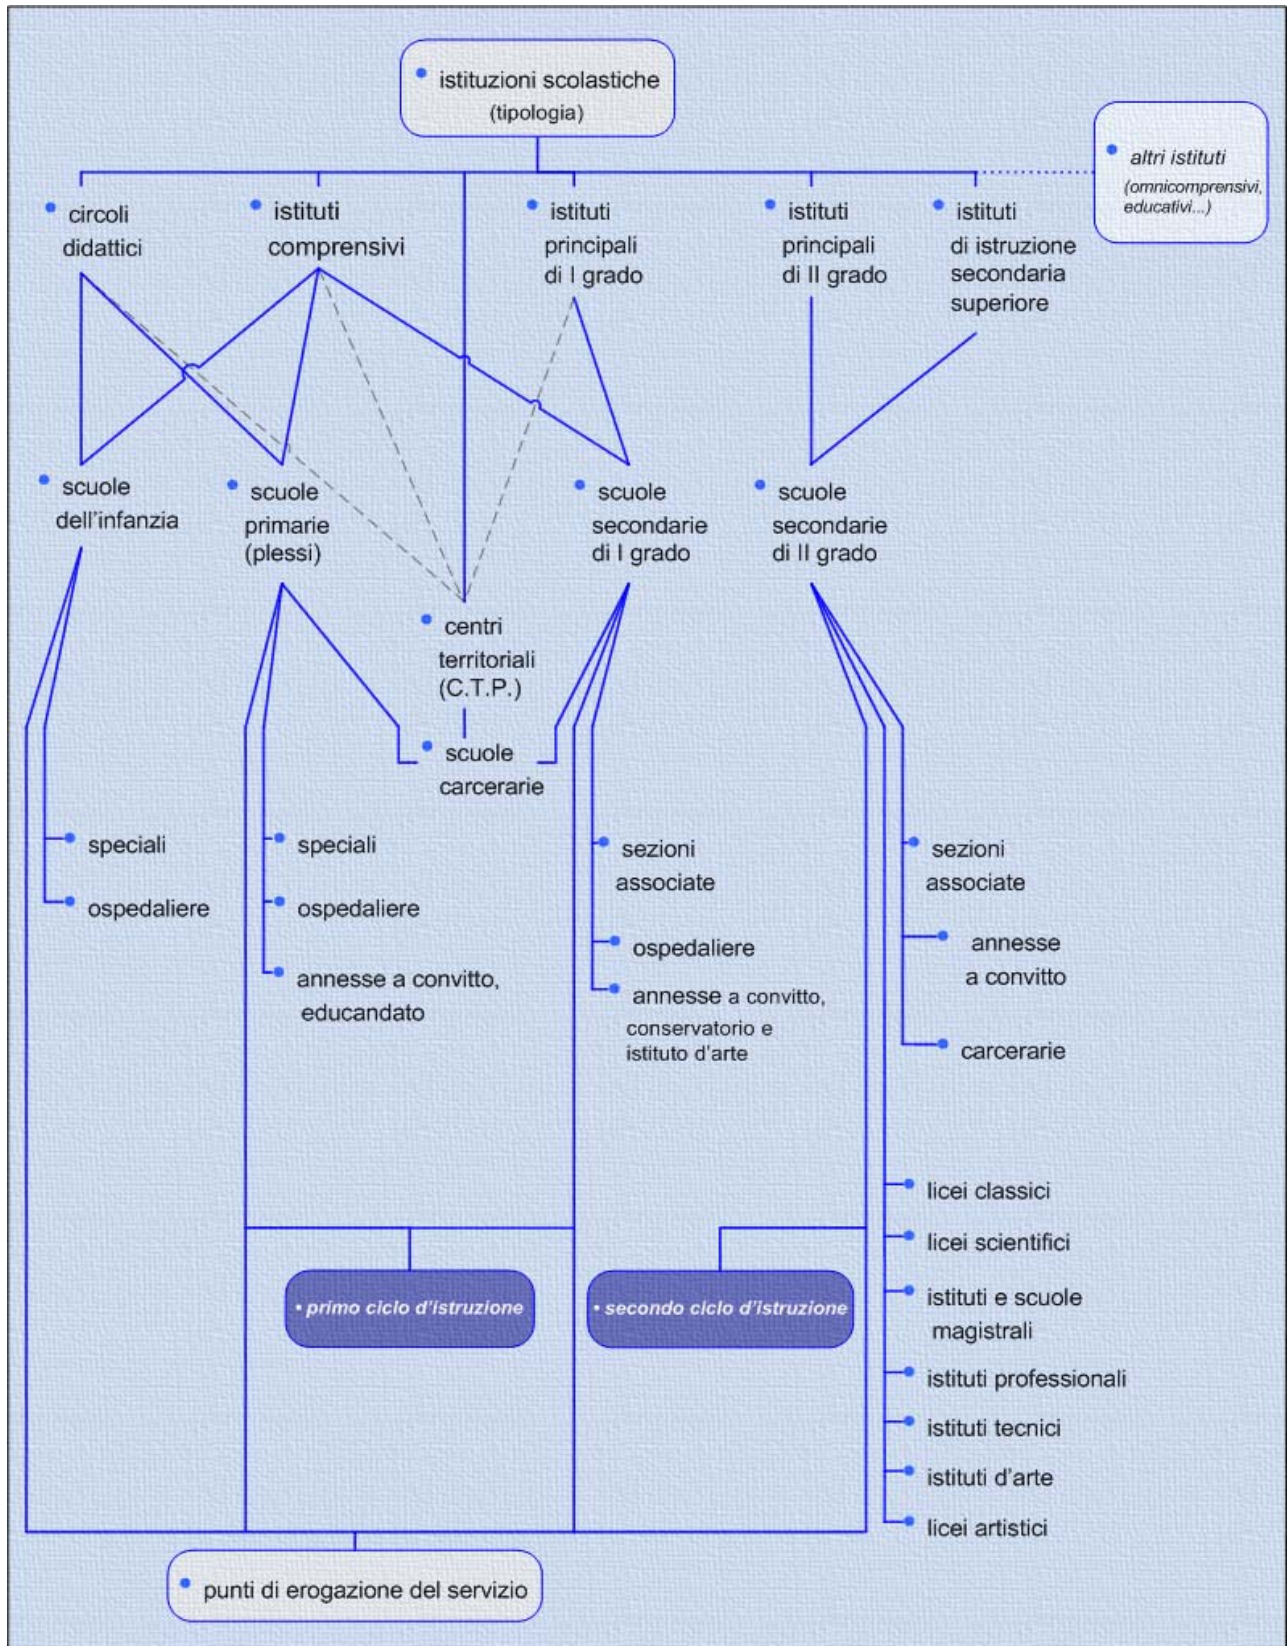 • istituzioni scolastiche
(tipologia)
• altri istituti
(omnicomprensivi,
educativi...)
• circoli
didattici
• istituti
comprensivi
• istituti
principali
di I grado
• istituti
principali
di II grado
• istituti
di istruzione
secondaria
superiore
• scuole
dell'infanzia
• scuole
primarie
(plessi)
• scuole
secondarie
di I grado
• scuole
secondarie
di II grado
• centri
territoriali
(C.T.P.)
• scuole
carcerarie
• speciali
• ospedaliere
• speciali
• ospedaliere
• annesse a convitto,
educandato
• sezioni
associate
• ospedaliere
• annesse a convitto,
conservatorio e
istituto d'arte
• sezioni
associate
• annesse
a convitto
• carcerarie
• licei classici
• licei scientifici
• istituti e scuole
magistrali
• istituti professionali
• istituti tecnici
• istituti d'arte
• licei artistici
• primo ciclo d'istruzione
• secondo ciclo d'istruzione
• punti di erogazione del servizio